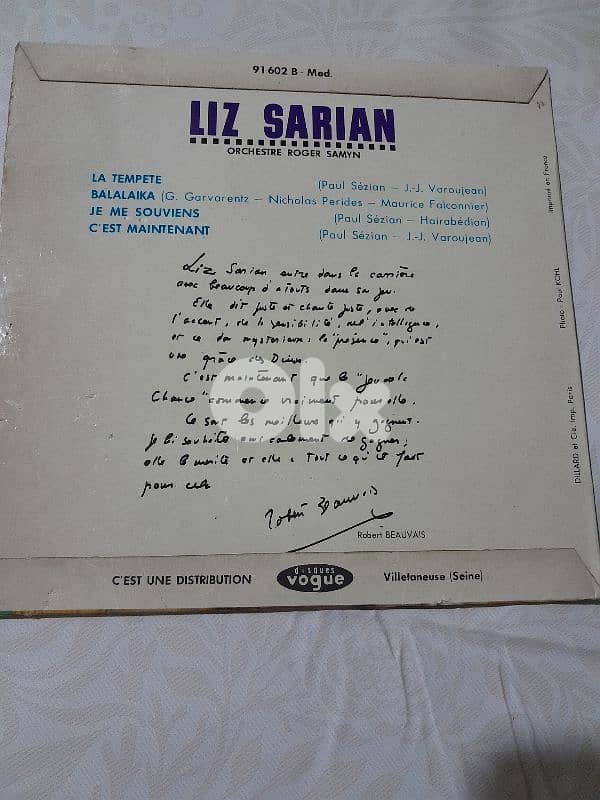 91602 B - Med.
LIZ SARIAN
ORCHESTRE ROGER SAMYN
LA TEMPETE (Paul Sézian – J.-J. Varoujean)
BALALAIKA (G. Garvarentz – Nicholas Perides – Maurice Falconnier)
JE ME SOUVIENS (Paul Sézian – Hairabédian)
C'EST MAINTENANT (Paul Sézian – J.-J. Varoujean)
Liz Sarian entre dans la carrière
avec beaucoup d'atouts dans son jeu.
Elle dit juste et chante juste, avec de
l'accent, de la sensibilité, de l'intelligence,
et ce don mystérieux : la "présence", qui est
une grâce des Dieux.
C'est maintenant que le "jeu de la
Chance" commence vraiment pour elle.
Ce sont les meilleurs qui y gagnent.
Je lui souhaite de gagner ;
elle le mérite et elle a tout ce qu'il faut
pour cela
Robert Beauvais
Robert BEAUVAIS
C'EST UNE DISTRIBUTION disques vogue Villetaneuse (Seine)
Imprimé en France
Photo - Paul KOHL
DILLARD et Cie. Imp. Paris
olx